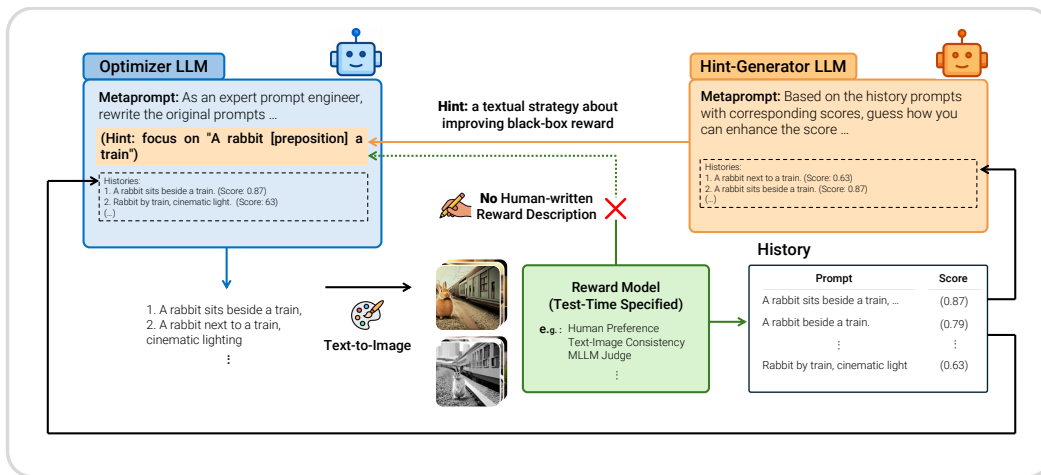 Optimizer LLM
Metaprompt: As an expert prompt engineer,
rewrite the original prompts ...
(Hint: focus on "A rabbit [preposition] a
train")
Histories:
1. A rabbit sits beside a train. (Score: 0.87)
2. Rabbit by train, cinematic light. (Score: 63)
(...)
Hint: a textual strategy about
improving black-box reward
Hint-Generator LLM
Metaprompt: Based on the history prompts
with corresponding scores, guess how you
can enhance the score ...
Histories:
1. A rabbit next to a train. (Score: 0.63)
2. A rabbit sits beside a train. (Score: 0.87)
(...)
No Human-written
Reward Description
1. A rabbit sits beside a train,
2. A rabbit next to a train,
cinematic lighting
⋮
Text-to-Image
Reward Model
(Test-Time Specified)
e.g.: Human Preference
Text-Image Consistency
MLLM Judge
⋮
History
Prompt Score
A rabbit sits beside a train, ... (0.87)
A rabbit beside a train. (0.79)
⋮ ⋮
Rabbit by train, cinematic light (0.63)